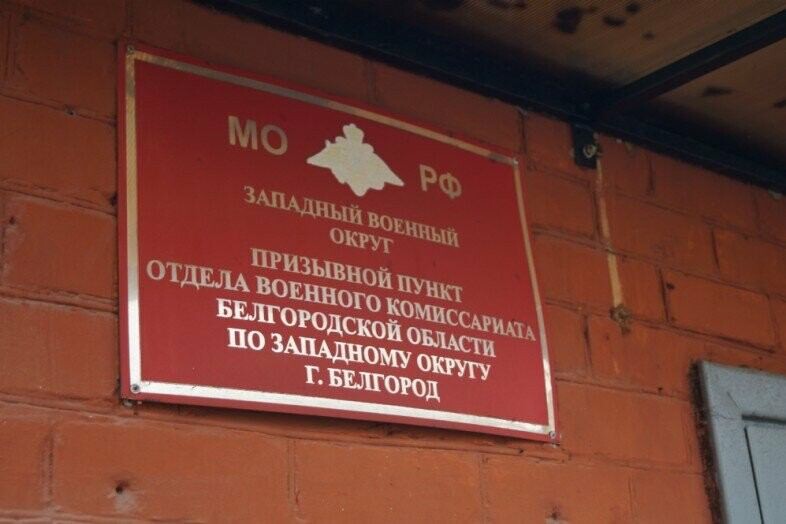 МО РФ
ЗАПАДНЫЙ ВОЕННЫЙ
ОКРУГ
ПРИЗЫВНОЙ ПУНКТ
ОТДЕЛА ВОЕННОГО КОМИССАРИАТА
БЕЛГОРОДСКОЙ ОБЛАСТИ
ПО ЗАПАДНОМУ ОКРУГУ
Г. БЕЛГОРОД